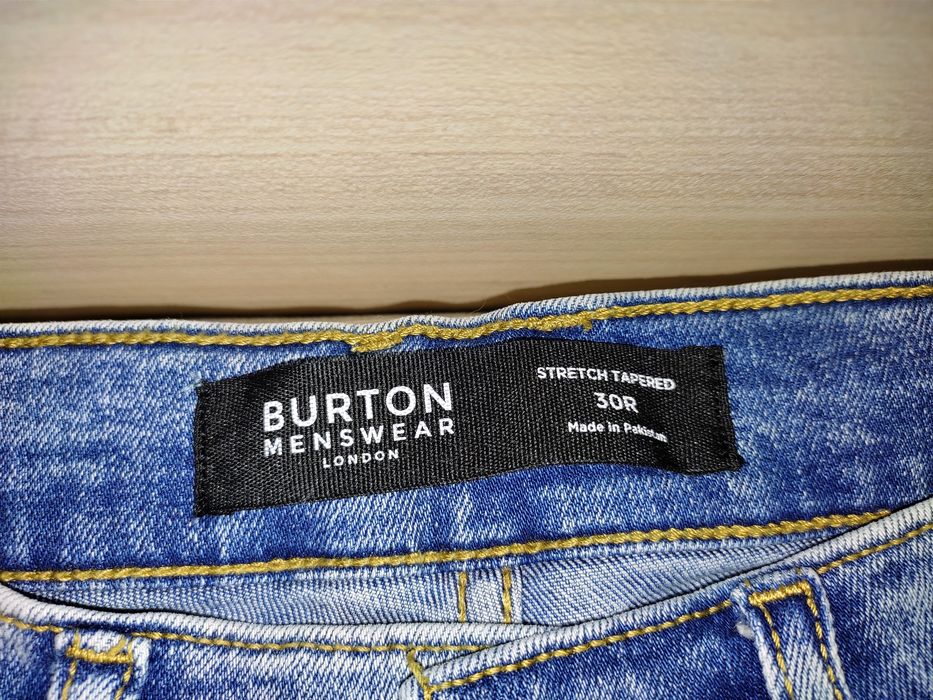 BURTON
MENSWEAR
LONDON
STRETCH TAPERED
30R
Made in Pakistan